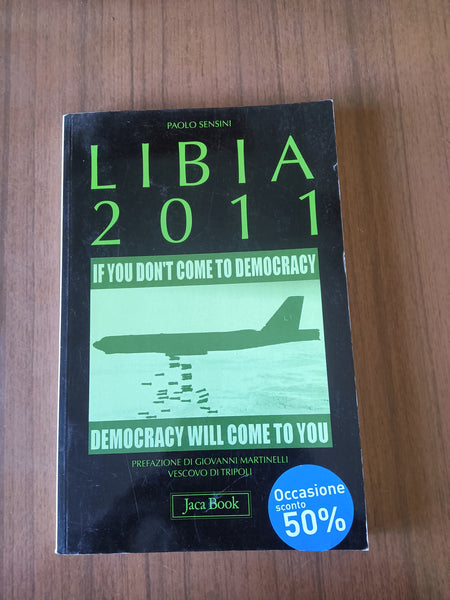 PAOLO SENSINI
LIBIA
2011
IF YOU DON'T COME TO DEMOCRACY
DEMOCRACY WILL COME TO YOU
PREFAZIONE DI GIOVANNI MARTINELLI
VESCOVO DI TRIPOLI
Jaca Book
Occasione
sconto
50%